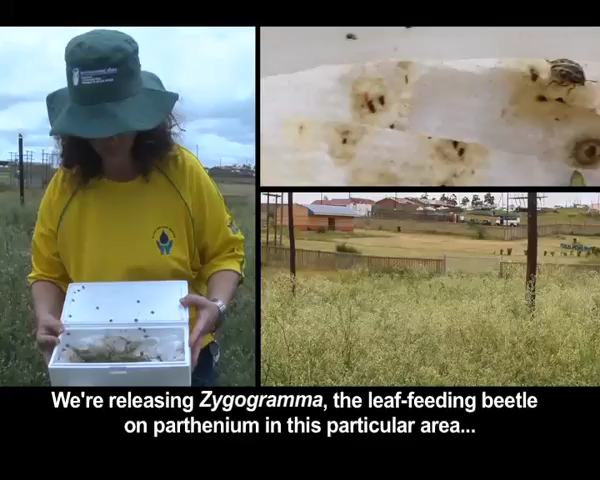 We're releasing Zygogramma, the leaf-feeding beetle
on parthenium in this particular area...